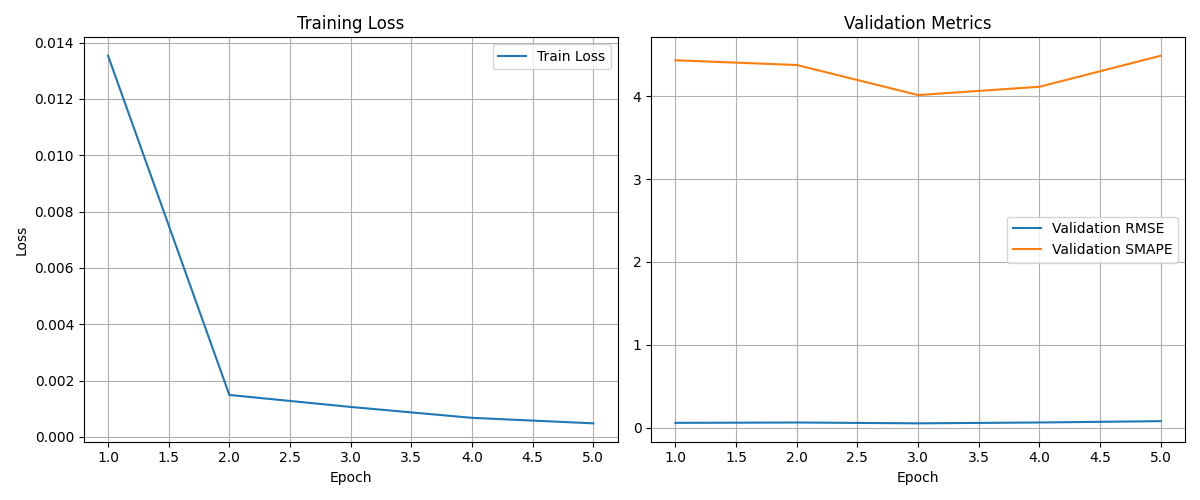 Training Loss
0.014
0.012
0.010
0.008
0.006
0.004
0.002
0.000
Loss
Train Loss
1.0 1.5 2.0 2.5 3.0 3.5 4.0 4.5 5.0
Epoch
Validation Metrics
4
3
2
1
0
Validation RMSE
Validation SMAPE
1.0 1.5 2.0 2.5 3.0 3.5 4.0 4.5 5.0
Epoch